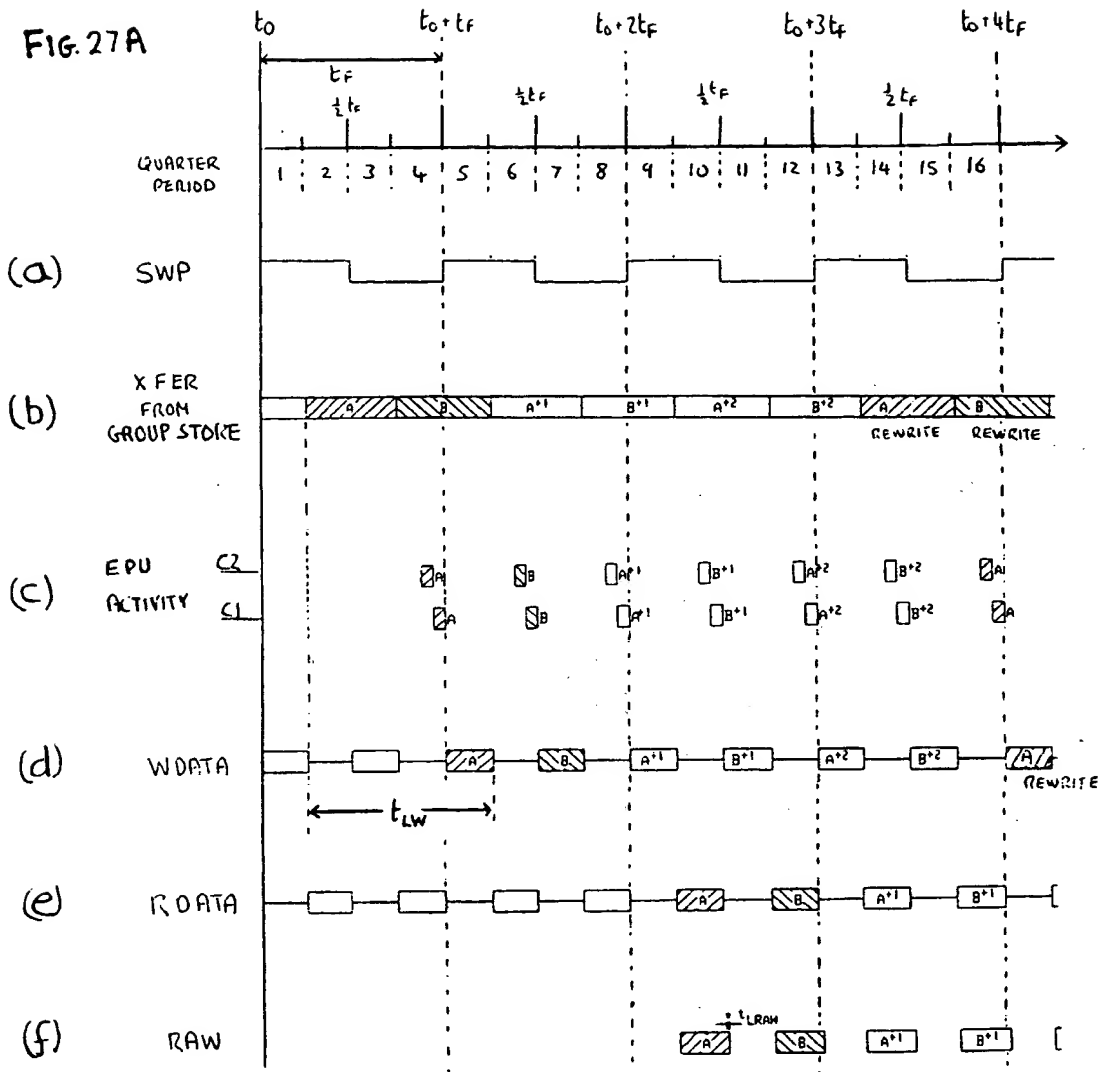 FIG. 27A
t0 t0+tF t0+2tF t0+3tF t0+4tF
tF
½tF ½tF ½tF ½tF
QUARTER
PERIOD
1 2 3 4 5 6 7 8 9 10 11 12 13 14 15 16
(a) SWP
(b) XFER
FROM
GROUP STORE
A B A+1 B+1 A+2 B+2 A B
REWRITE REWRITE
(c) EPU
ACTIVITY
C2 A B A+1 B+1 A+2 B+2 A
C1 A B A+1 B+1 A+2 B+2 A
(d) WDATA A B A+1 B+1 A+2 B+2 A
REWRITE
tLW
(e) RDATA A B A+1 B+1
tLRAW
(f) RAW A B A+1 B+1